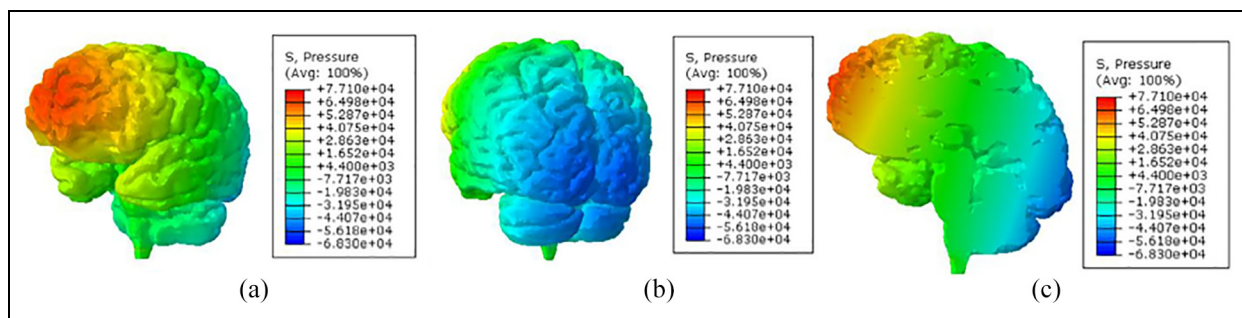 S, Pressure
(Avg: 100%)
+7.710e+04
+6.498e+04
+5.287e+04
+4.075e+04
+2.863e+04
+1.652e+04
+4.400e+03
-7.717e+03
-1.983e+04
-3.195e+04
-4.407e+04
-5.618e+04
-6.830e+04
(a)
S, Pressure
(Avg: 100%)
+7.710e+04
+6.498e+04
+5.287e+04
+4.075e+04
+2.863e+04
+1.652e+04
+4.400e+03
-7.717e+03
-1.983e+04
-3.195e+04
-4.407e+04
-5.618e+04
-6.830e+04
(b)
S, Pressure
(Avg: 100%)
+7.710e+04
+6.498e+04
+5.287e+04
+4.075e+04
+2.863e+04
+1.652e+04
+4.400e+03
-7.717e+03
-1.983e+04
-3.195e+04
-4.407e+04
-5.618e+04
-6.830e+04
(c)